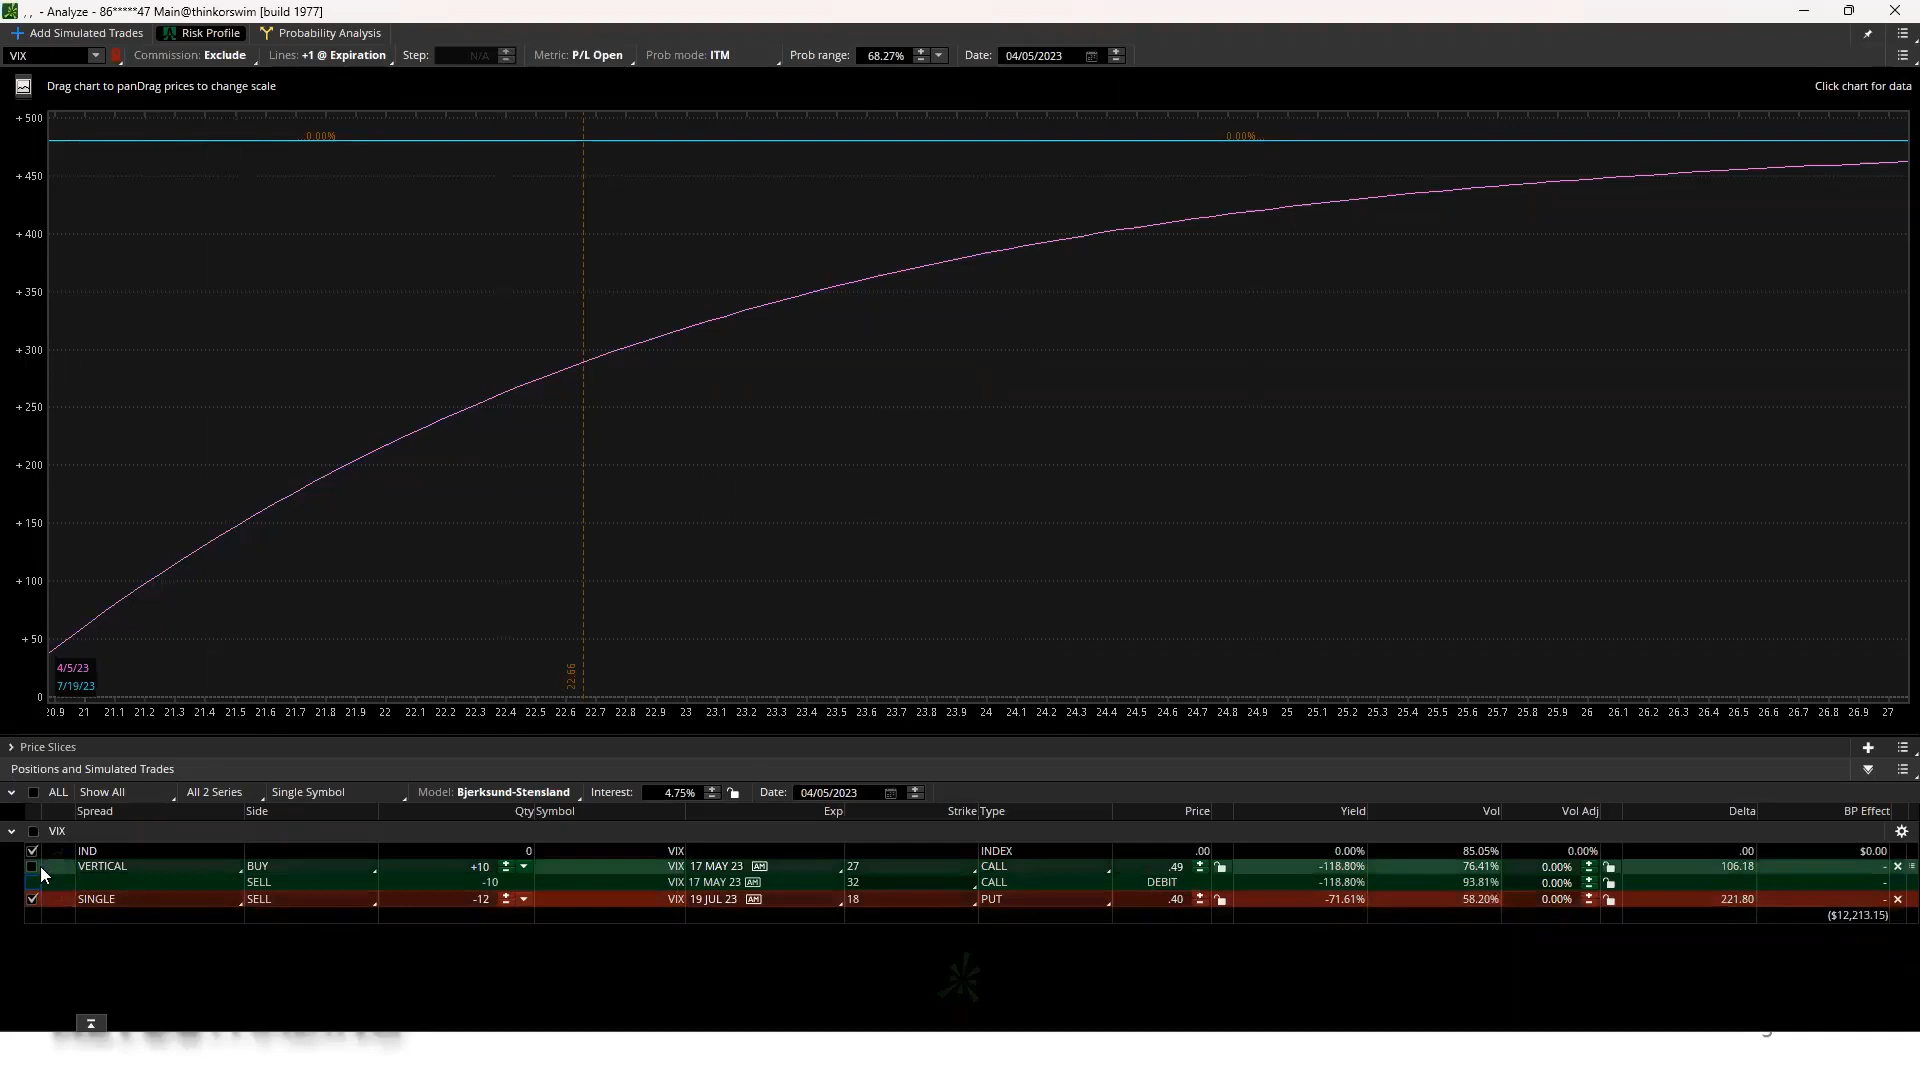 , , - Analyze - 86*****47 Main@thinkorswim [build 1977]
Add Simulated Trades Risk Profile Probability Analysis
VIX Commission: Exclude Lines: +1 @ Expiration Step: N/A Metric: P/L Open Prob mode: ITM Prob range: 68.27% Date: 04/05/2023
Drag chart to panDrag prices to change scale Click chart for data
+500
...0.00% 0.00%...
+450
+400
+350
+300
+250
+200
+150
+100
+50
4/5/23
7/19/23
22.66
0
20.9 21 21.1 21.2 21.3 21.4 21.5 21.6 21.7 21.8 21.9 22 22.1 22.2 22.3 22.4 22.5 22.6 22.7 22.8 22.9 23 23.1 23.2 23.3 23.4 23.5 23.6 23.7 23.8 23.9 24 24.1 24.2 24.3 24.4 24.5 24.6 24.7 24.8 24.9 25 25.1 25.2 25.3 25.4 25.5 25.6 25.7 25.8 25.9 26 26.1 26.2 26.3 26.4 26.5 26.6 26.7 26.8 26.9 27
Price Slices
Positions and Simulated Trades
ALL Show All All 2 Series Single Symbol Model: Bjerksund-Stensland Interest: 4.75% Date: 04/05/2023
Spread Side Qty Symbol Exp Strike Type Price Yield Vol Vol Adj Delta BP Effect
VIX
IND 0 VIX INDEX .00 0.00% 85.05% 0.00% .00 $0.00
VERTICAL BUY +10 VIX 17 MAY 23 AM 27 CALL .49 -118.80% 76.41% 0.00% 106.18 -
SELL -10 VIX 17 MAY 23 AM 32 CALL DEBIT -118.80% 93.81% 0.00% -
SINGLE SELL -12 VIX 19 JUL 23 AM 18 PUT .40 -71.61% 58.20% 0.00% 221.80 -
($12,213.15)